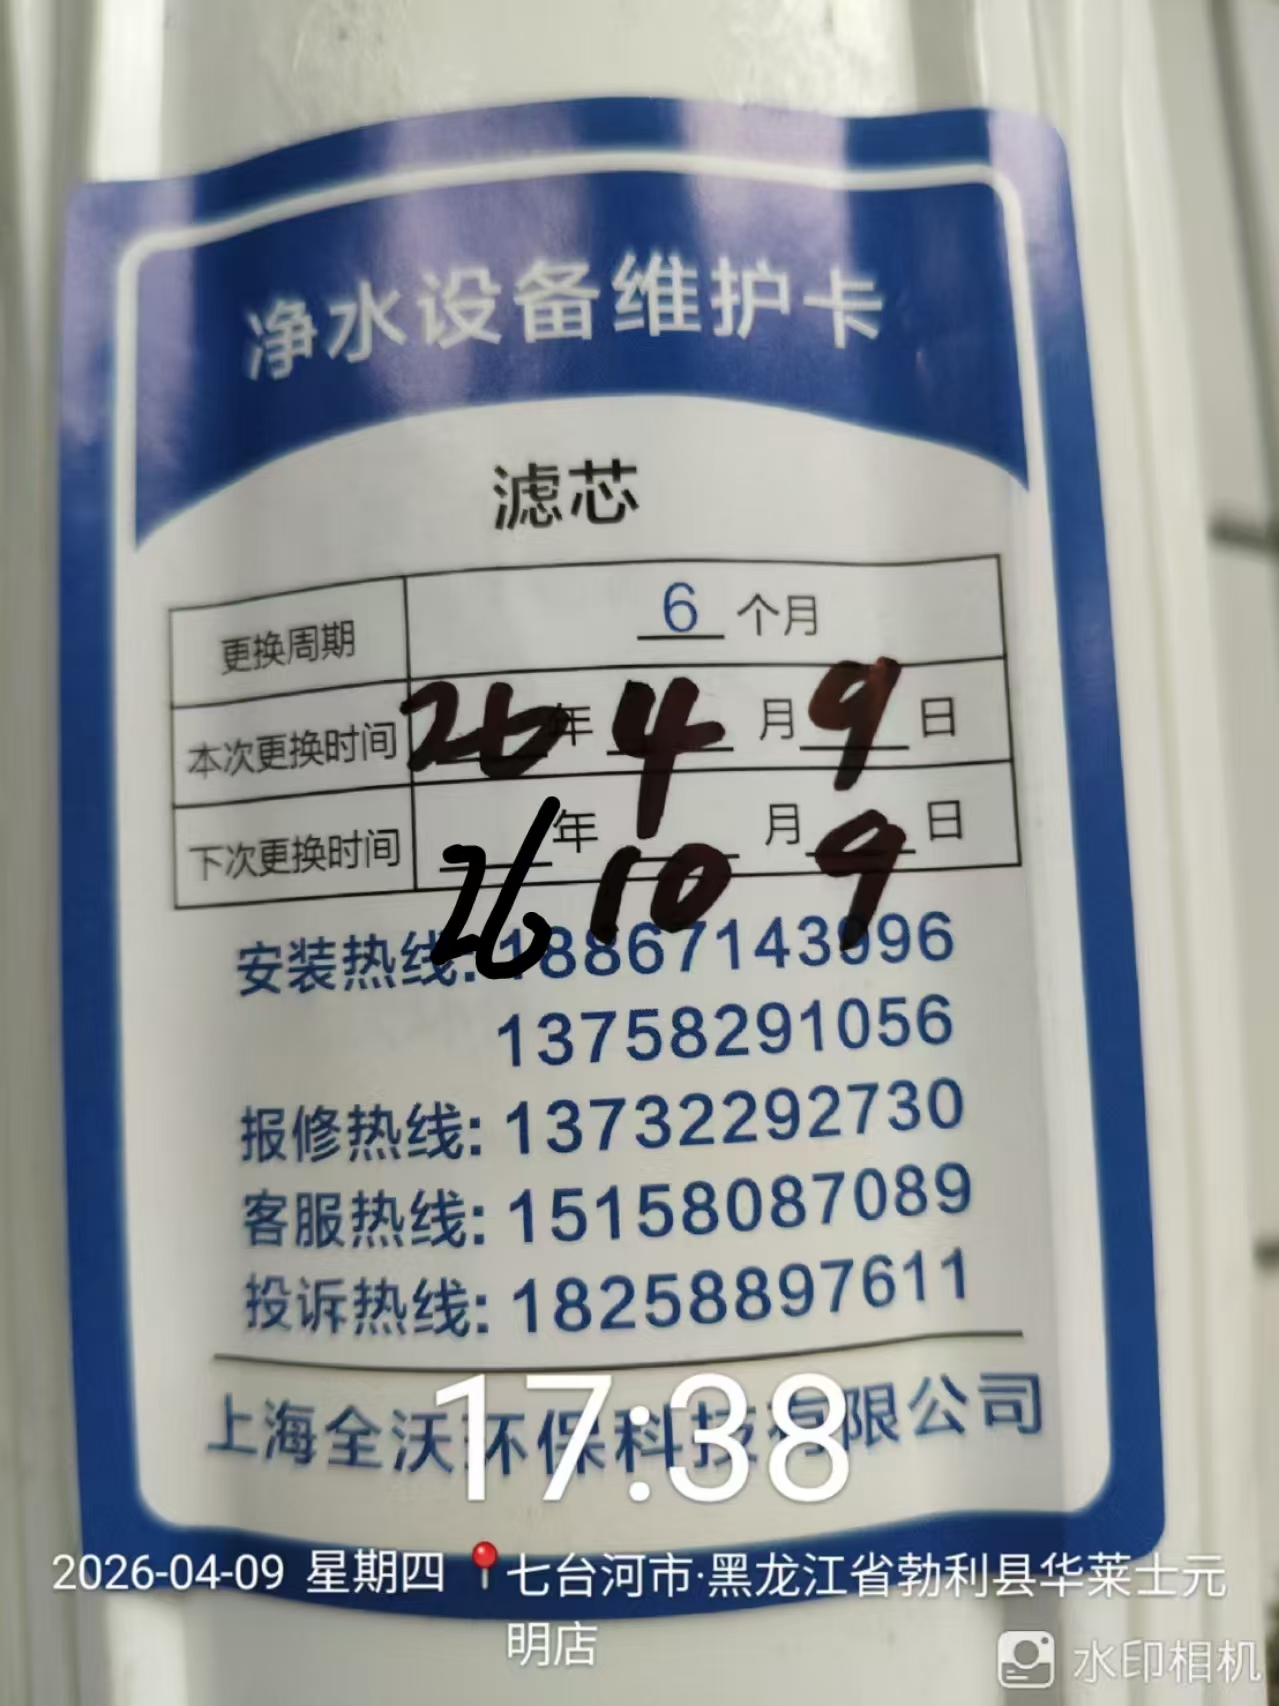 净水设备维护卡
滤芯
更换周期 6 个月
本次更换时间 26年 4 月 9 日
下次更换时间 26年 10 月 9 日
安装热线: 18867143996
13758291056
报修热线: 13732292730
客服热线: 15158087089
投诉热线: 18258897611
上海全沃环保科技有限公司
17:38
2026-04-09 星期四 七台河市·黑龙江省勃利县华莱士元
明店
水印相机